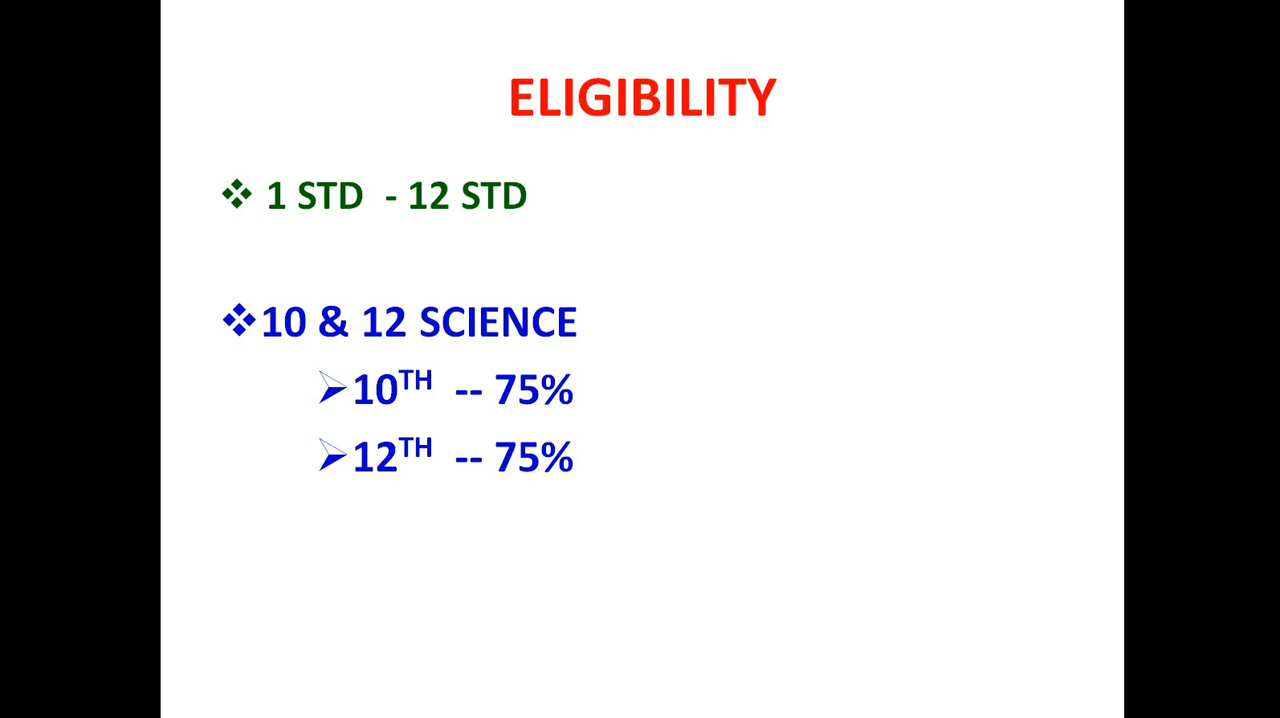 ELIGIBILITY
❖ 1 STD - 12 STD
❖10 & 12 SCIENCE
➢10TH -- 75%
➢12TH -- 75%